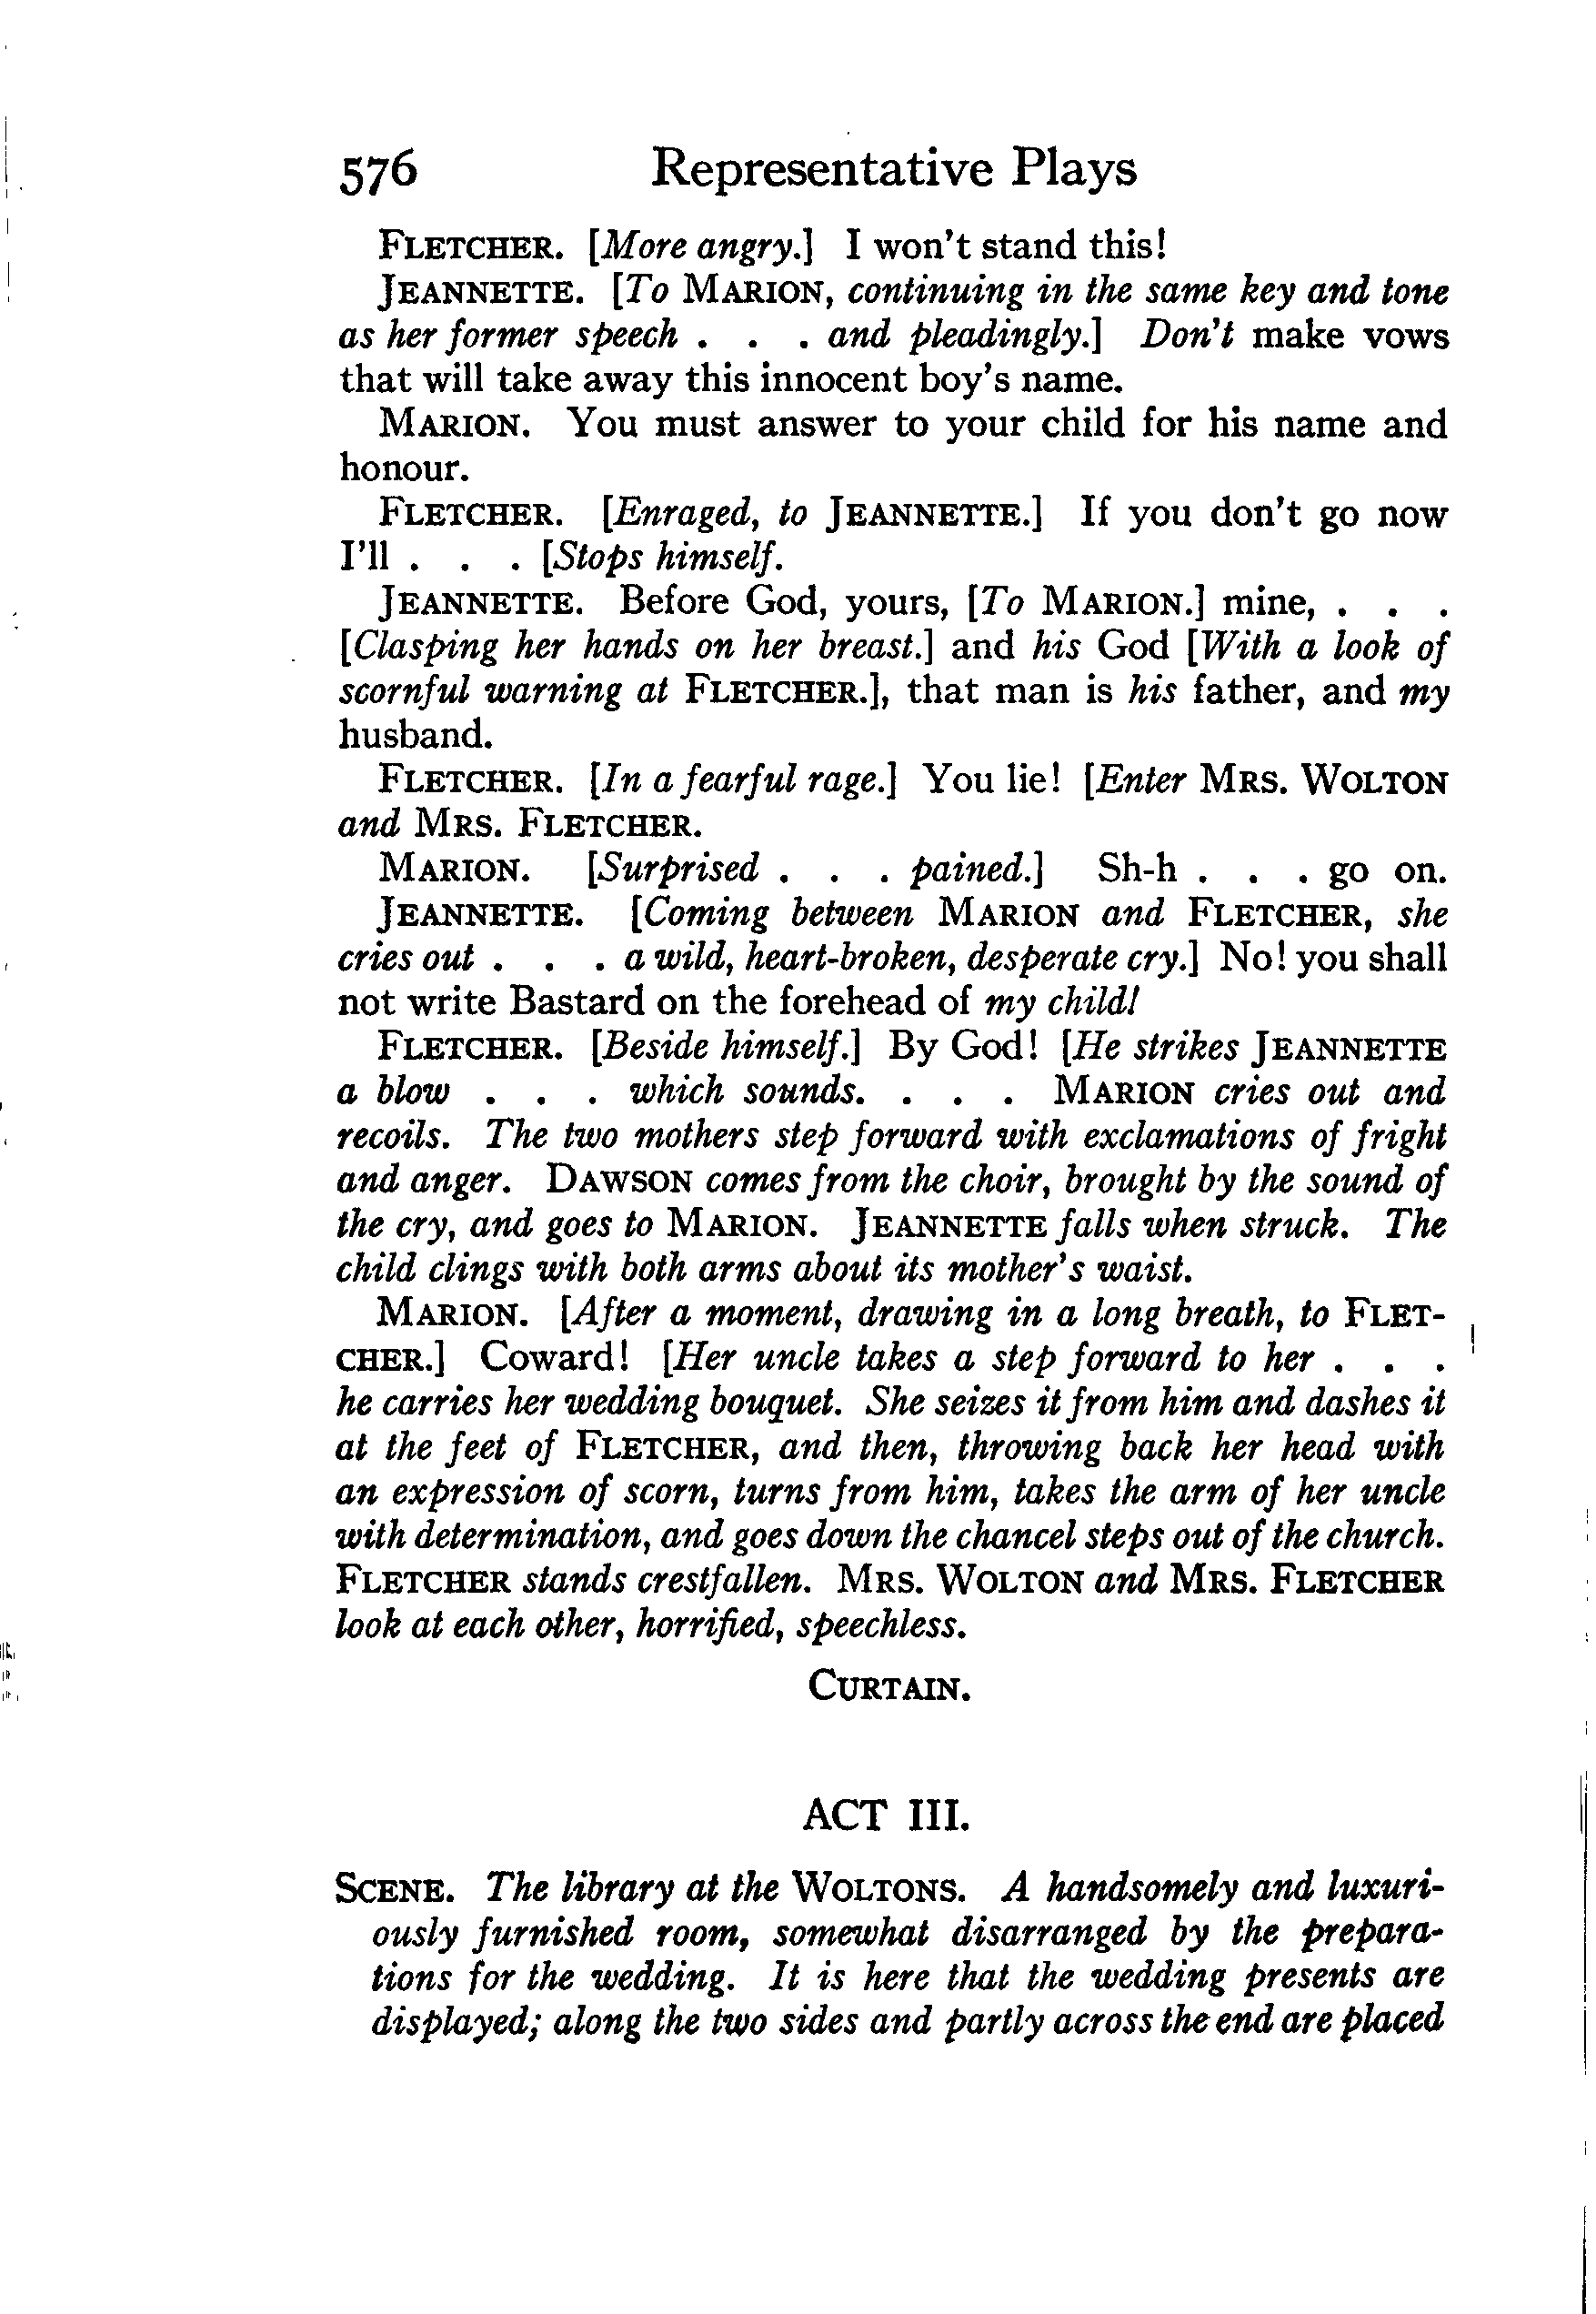 576 Representative Plays
FLETCHER. [More angry.] I won't stand this!
JEANNETTE. [To MARION, continuing in the same key and tone
as her former speech . . . and pleadingly.] Don't make vows
that will take away this innocent boy's name.
MARION. You must answer to your child for his name and
honour.
FLETCHER. [Enraged, to JEANNETTE.] If you don't go now
I'll . . . [Stops himself.
JEANNETTE. Before God, yours, [To MARION.] mine, . . .
[Clasping her hands on her breast.] and his God [With a look of
scornful warning at FLETCHER.], that man is his father, and my
husband.
FLETCHER. [In a fearful rage.] You lie! [Enter MRS. WOLTON
and MRS. FLETCHER.
MARION. [Surprised . . . pained.] Sh-h . . . go on.
JEANNETTE. [Coming between MARION and FLETCHER, she
cries out . . . a wild, heart-broken, desperate cry.] No! you shall
not write Bastard on the forehead of my child!
FLETCHER. [Beside himself.] By God! [He strikes JEANNETTE
a blow . . . which sounds. . . . MARION cries out and
recoils. The two mothers step forward with exclamations of fright
and anger. DAWSON comes from the choir, brought by the sound of
the cry, and goes to MARION. JEANNETTE falls when struck. The
child clings with both arms about its mother's waist.
MARION. [After a moment, drawing in a long breath, to FLET-
CHER.] Coward! [Her uncle takes a step forward to her . . .
he carries her wedding bouquet. She seizes it from him and dashes it
at the feet of FLETCHER, and then, throwing back her head with
an expression of scorn, turns from him, takes the arm of her uncle
with determination, and goes down the chancel steps out of the church.
FLETCHER stands crestfallen. MRS. WOLTON and MRS. FLETCHER
look at each other, horrified, speechless.
CURTAIN.
ACT III.
SCENE. The library at the WOLTONS. A handsomely and luxuri-
ously furnished room, somewhat disarranged by the prepara-
tions for the wedding. It is here that the wedding presents are
displayed; along the two sides and partly across the end are placed